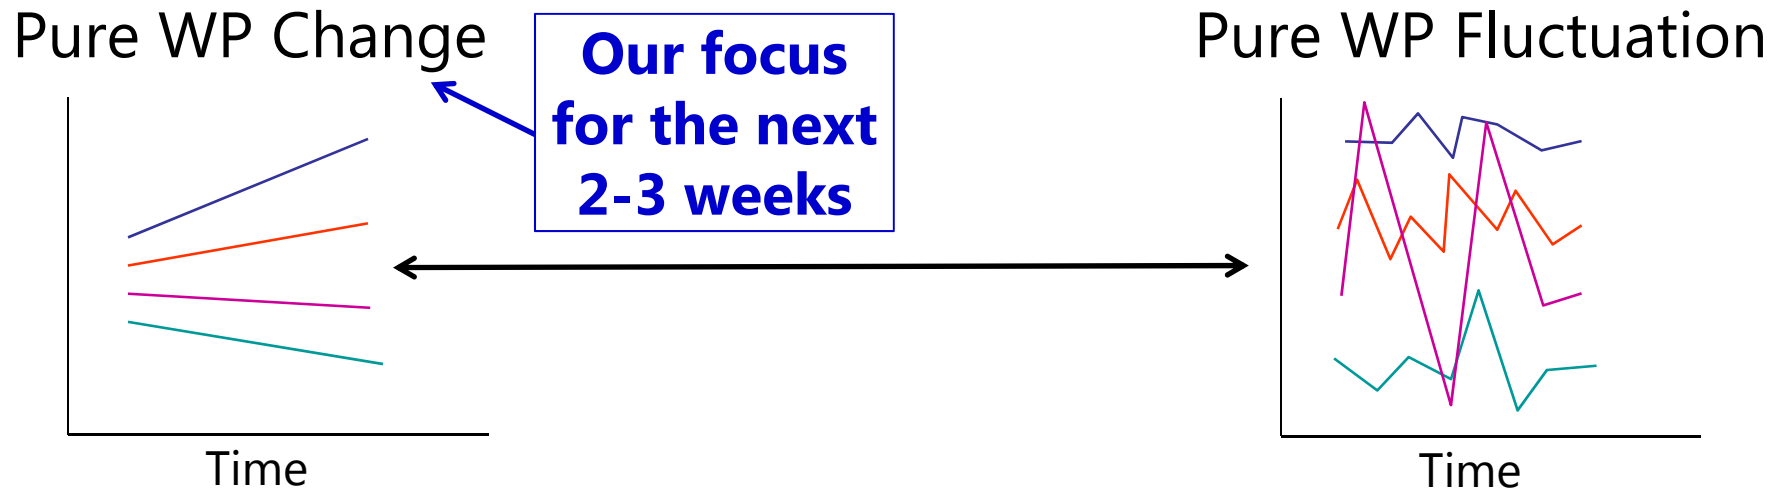 Pure WP Change
Our focus
for the next
2-3 weeks
Pure WP Fluctuation
Time
Time